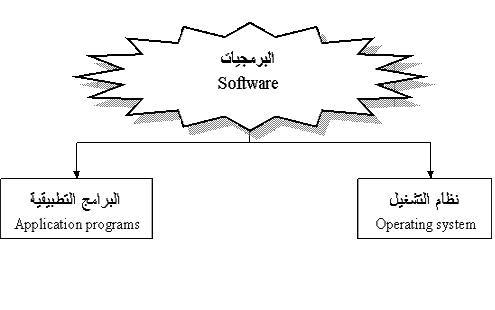 البرمجيات
Software
نظام التشغيل
Operating system
البرامج التطبيقية
Application programs